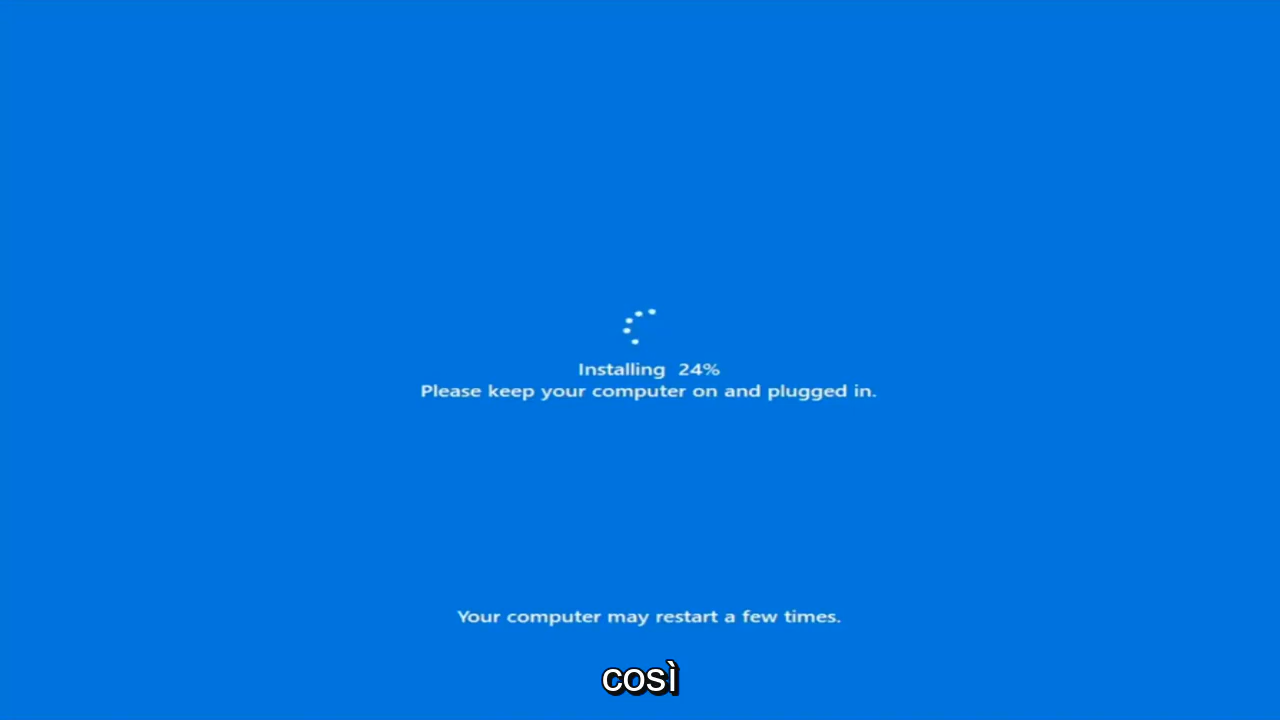 Installing 24%
Please keep your computer on and plugged in.
Your computer may restart a few times.
così